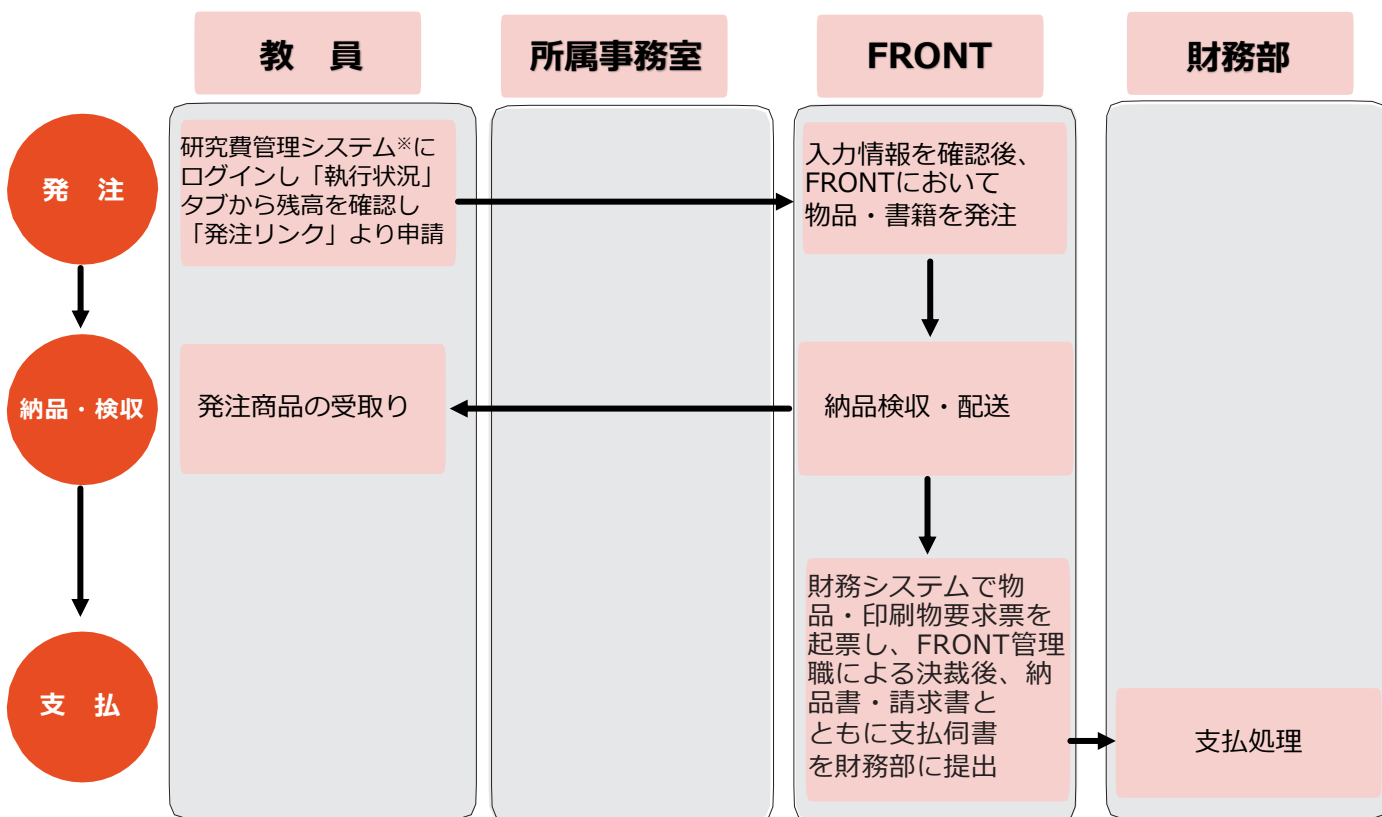 教　員
所属事務室
FRONT
財務部
発　注
研究費管理システム※に
ログインし「執行状況」
タブから残高を確認し
「発注リンク」より申請
入力情報を確認後、
FRONTにおいて
物品・書籍を発注
納品・検収
発注商品の受取り
納品検収・配送
支　払
財務システムで物
品・印刷物要求票を
起票し、FRONT管理
職による決裁後、納
品書・請求書と
ともに支払伺書
を財務部に提出
支払処理